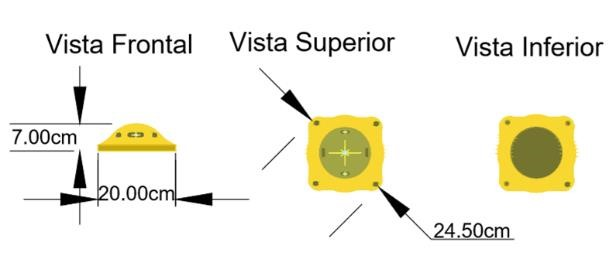 Vista Frontal
Vista Superior
Vista Inferior
7.00cm
20.00cm
24.50cm